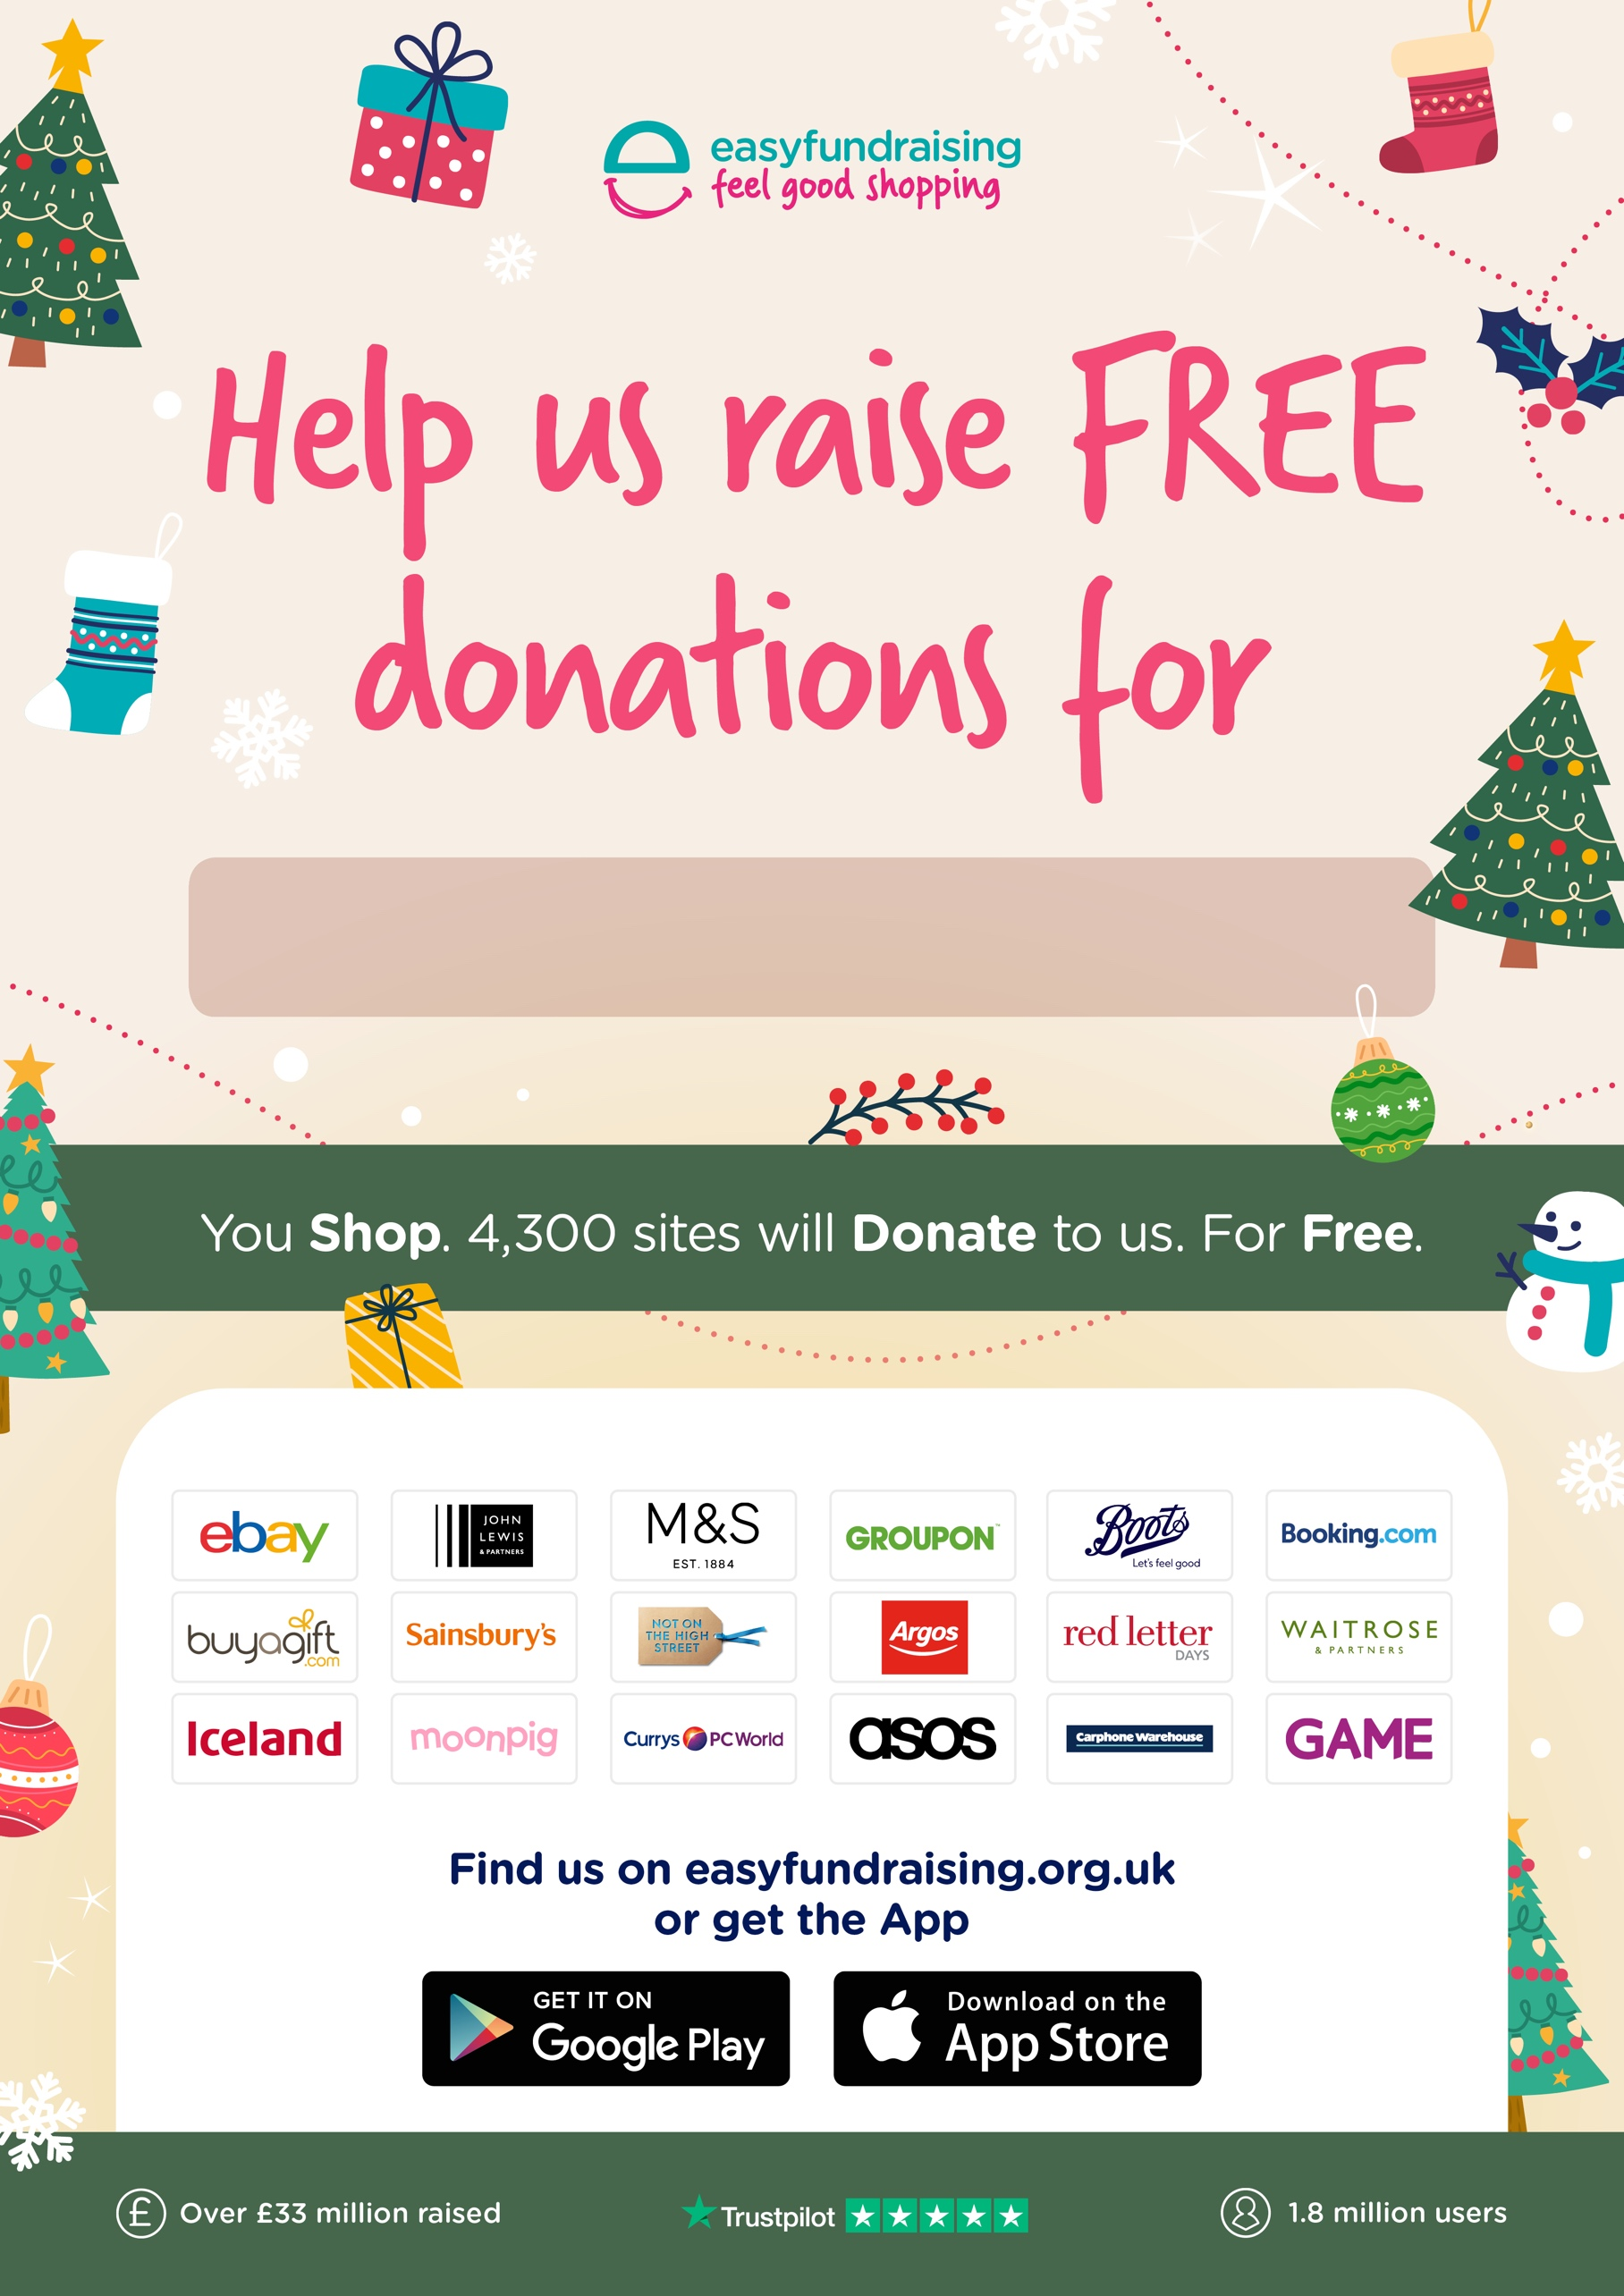 easyfundraising
feel good shopping
Help us raise FREE
donations for
You Shop. 4,300 sites will Donate to us. For Free.
ebay
JOHN
LEWIS
& PARTNERS
M&S
EST. 1884
GROUPON™
Boots
Let's feel good
Booking.com
buyagift
.com
Sainsbury's
NOT ON
THE HIGH
STREET
Argos
red letter
DAYS
WAITROSE
& PARTNERS
Iceland
moonpig
Currys PC World
asos
Carphone Warehouse
GAME
Find us on easyfundraising.org.uk
or get the App
GET IT ON
Google Play
Download on the
App Store
£ Over £33 million raised
Trustpilot
1.8 million users